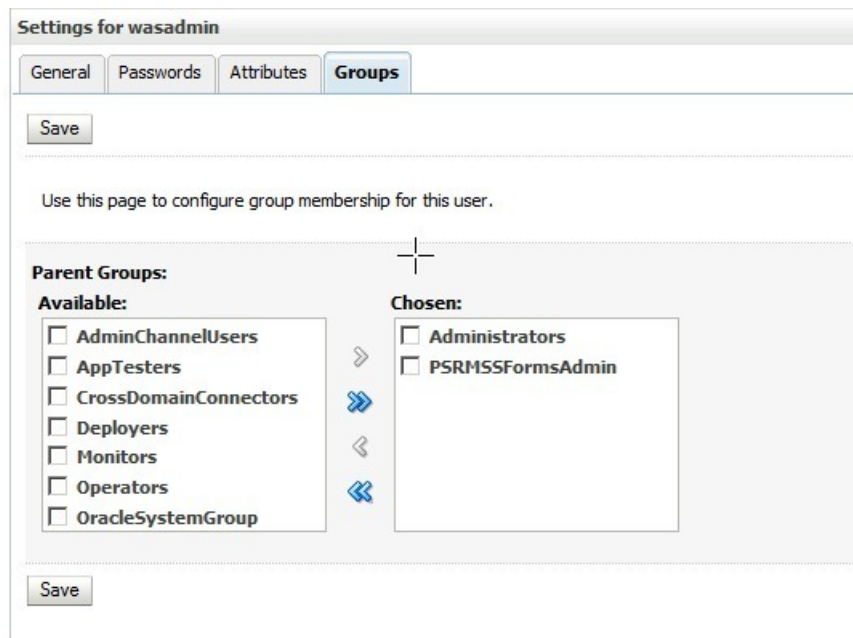 Settings for wasadmin
General Passwords Attributes Groups
Save
Use this page to configure group membership for this user.
Parent Groups:
Available: Chosen:
AdminChannelUsers
AppTesters
CrossDomainConnectors
Deployers
Monitors
Operators
OracleSystemGroup
Administrators
PSRMSSFormsAdmin
Save